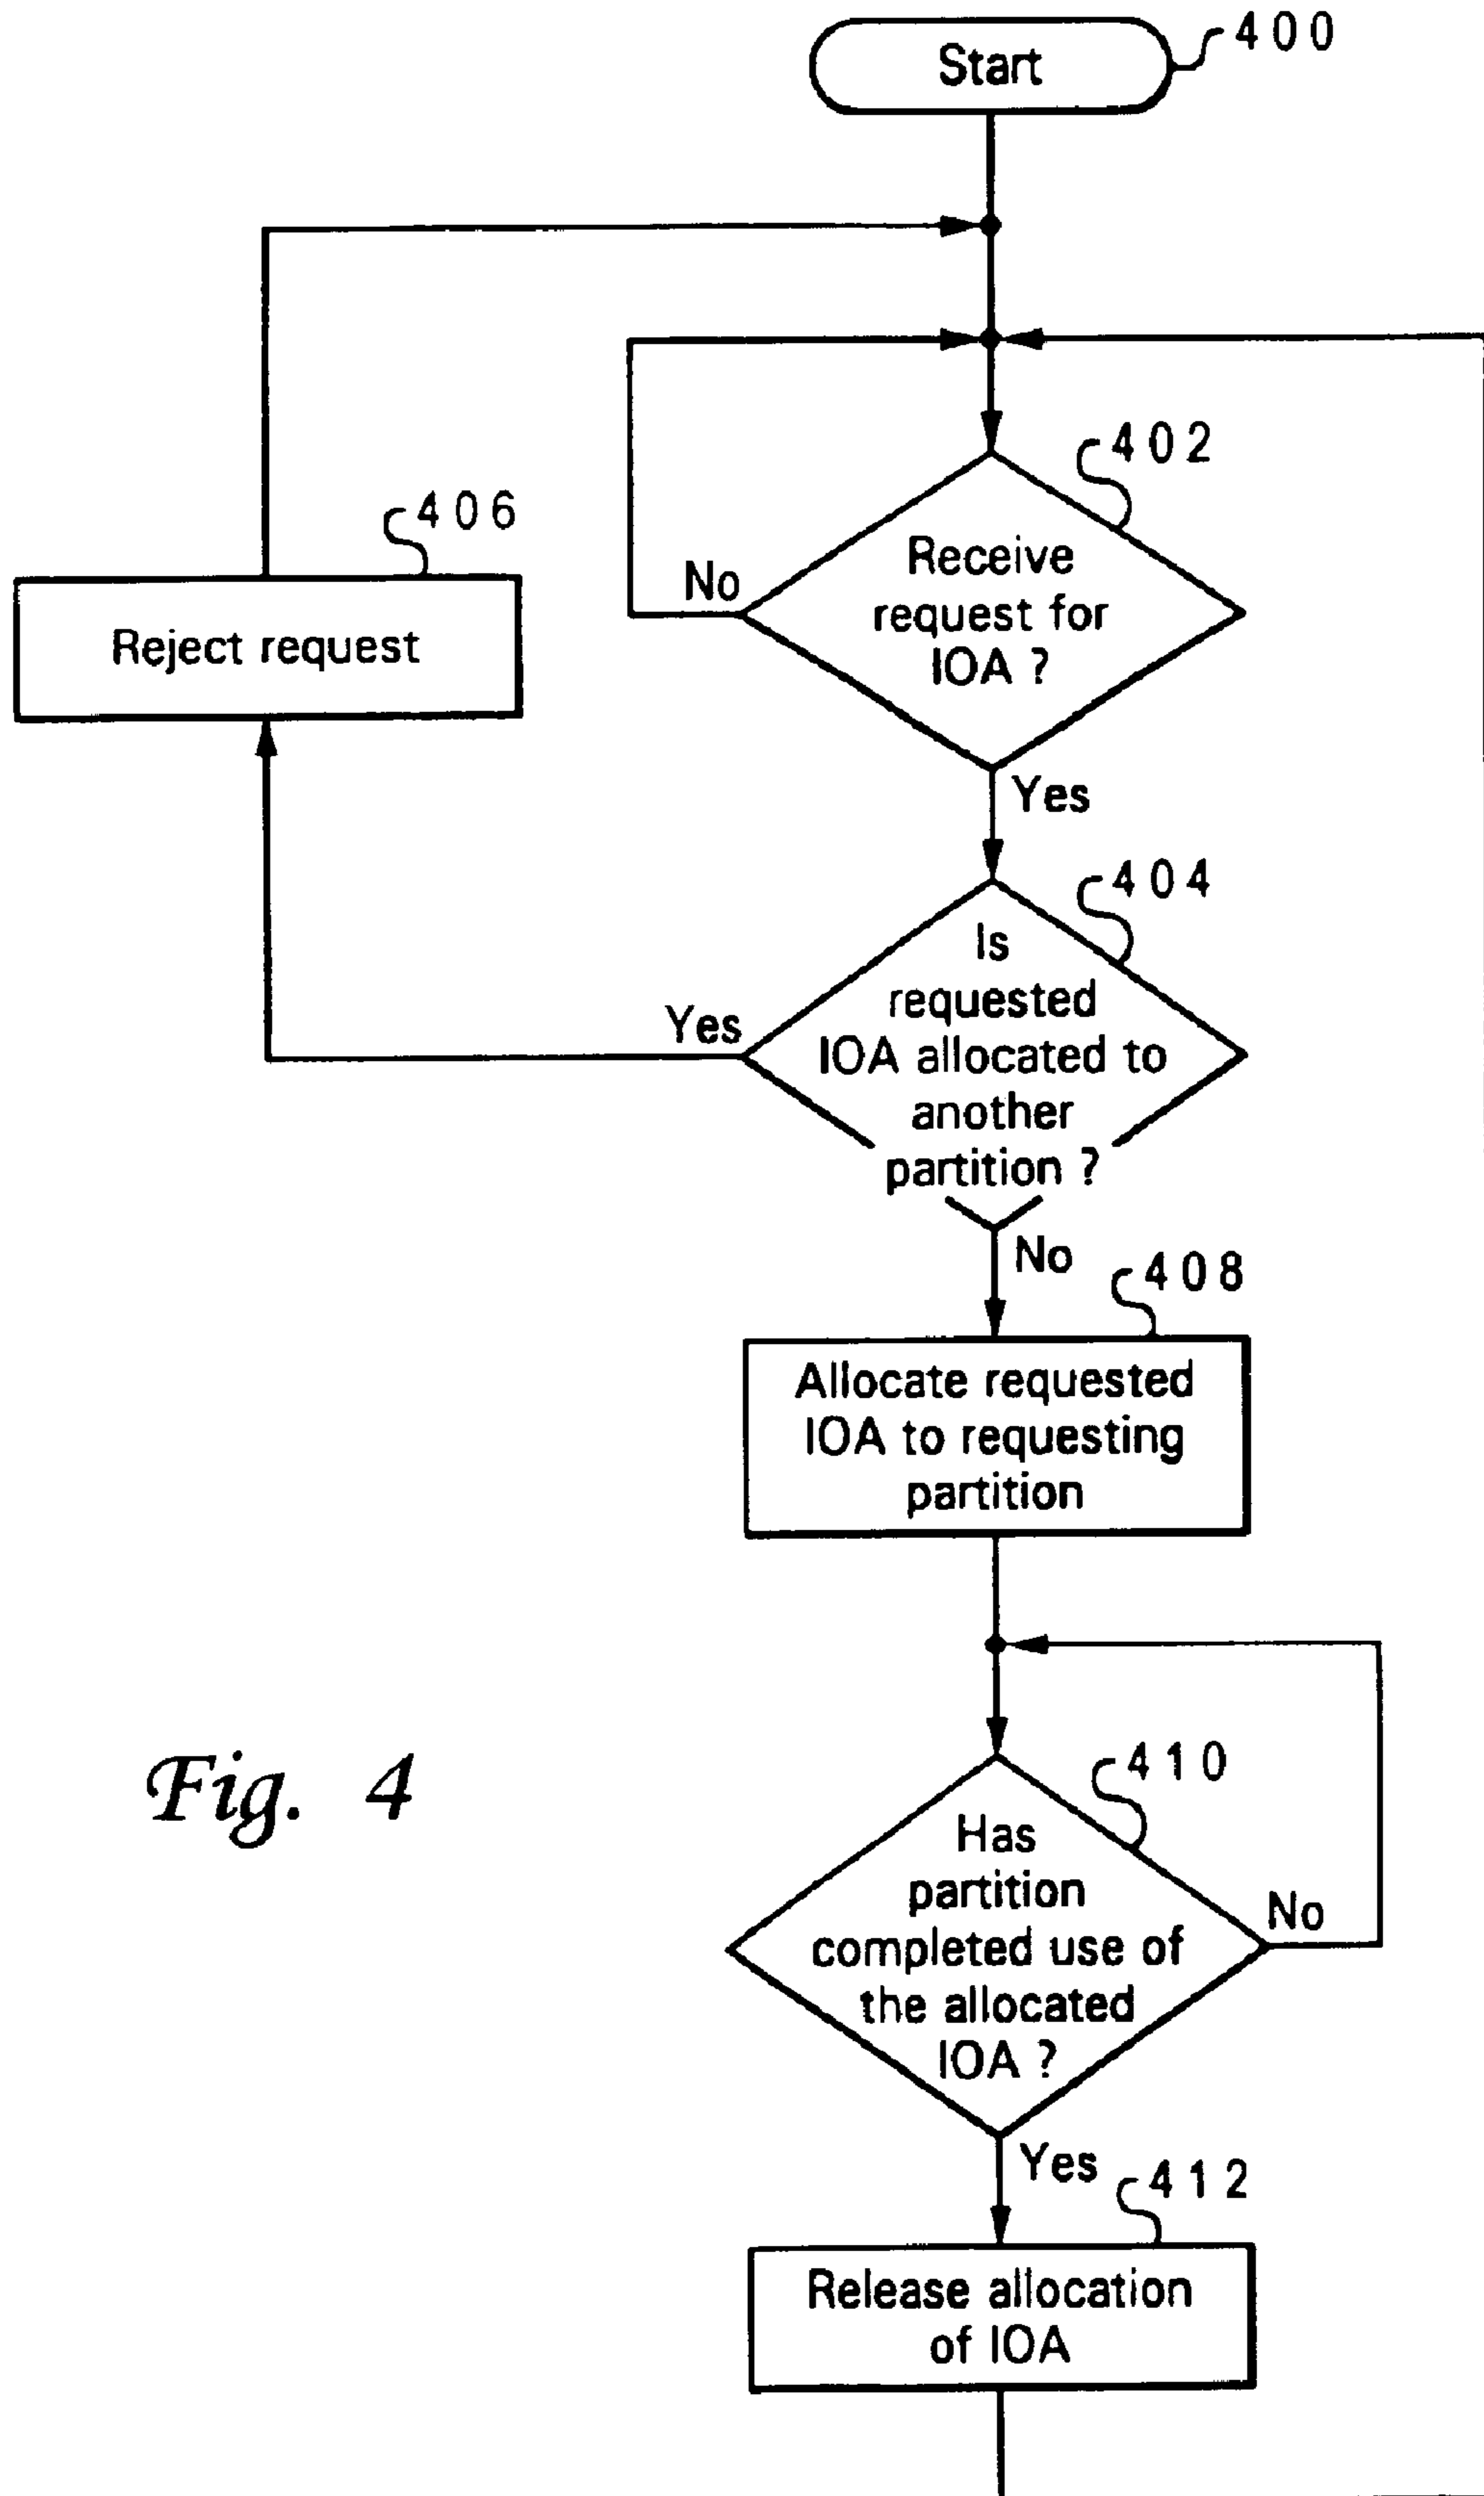 Start
400
402
Receive
request for
IOA ?
No
Yes
406
Reject request
404
Is
requested
IOA allocated to
another
partition ?
Yes
No
408
Allocate requested
IOA to requesting
partition
410
Has
partition
completed use of
the allocated
IOA ?
No
Yes
412
Release allocation
of IOA
Fig. 4